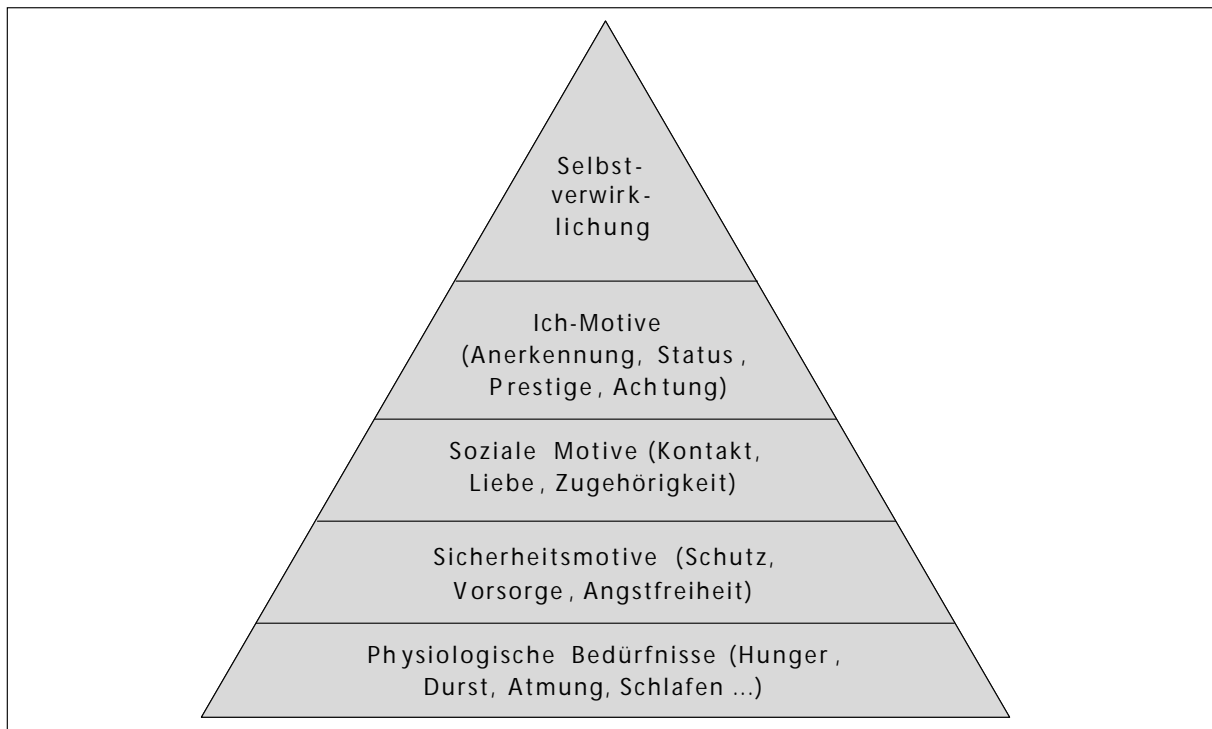 Selbst-
verwirk-
lichung
Ich-Motive
(Anerkennung, Status,
Prestige, Achtung)
Soziale Motive (Kontakt,
Liebe, Zugehörigkeit)
Sicherheitsmotive (Schutz,
Vorsorge, Angstfreiheit)
Physiologische Bedürfnisse (Hunger,
Durst, Atmung, Schlafen ...)